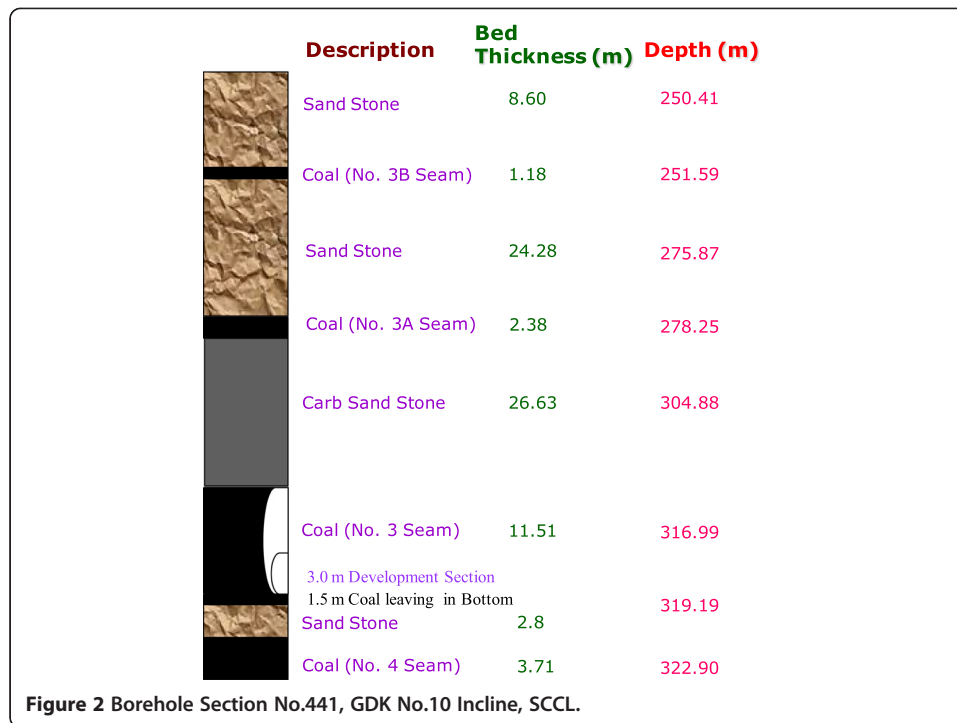 Description
Bed
Thickness (m)
Depth (m)
Sand Stone 8.60 250.41
Coal (No. 3B Seam) 1.18 251.59
Sand Stone 24.28 275.87
Coal (No. 3A Seam) 2.38 278.25
Carb Sand Stone 26.63 304.88
Coal (No. 3 Seam) 11.51 316.99
3.0 m Development Section
1.5 m Coal leaving in Bottom
319.19
Sand Stone 2.8
Coal (No. 4 Seam) 3.71 322.90
Figure 2 Borehole Section No.441, GDK No.10 Incline, SCCL.